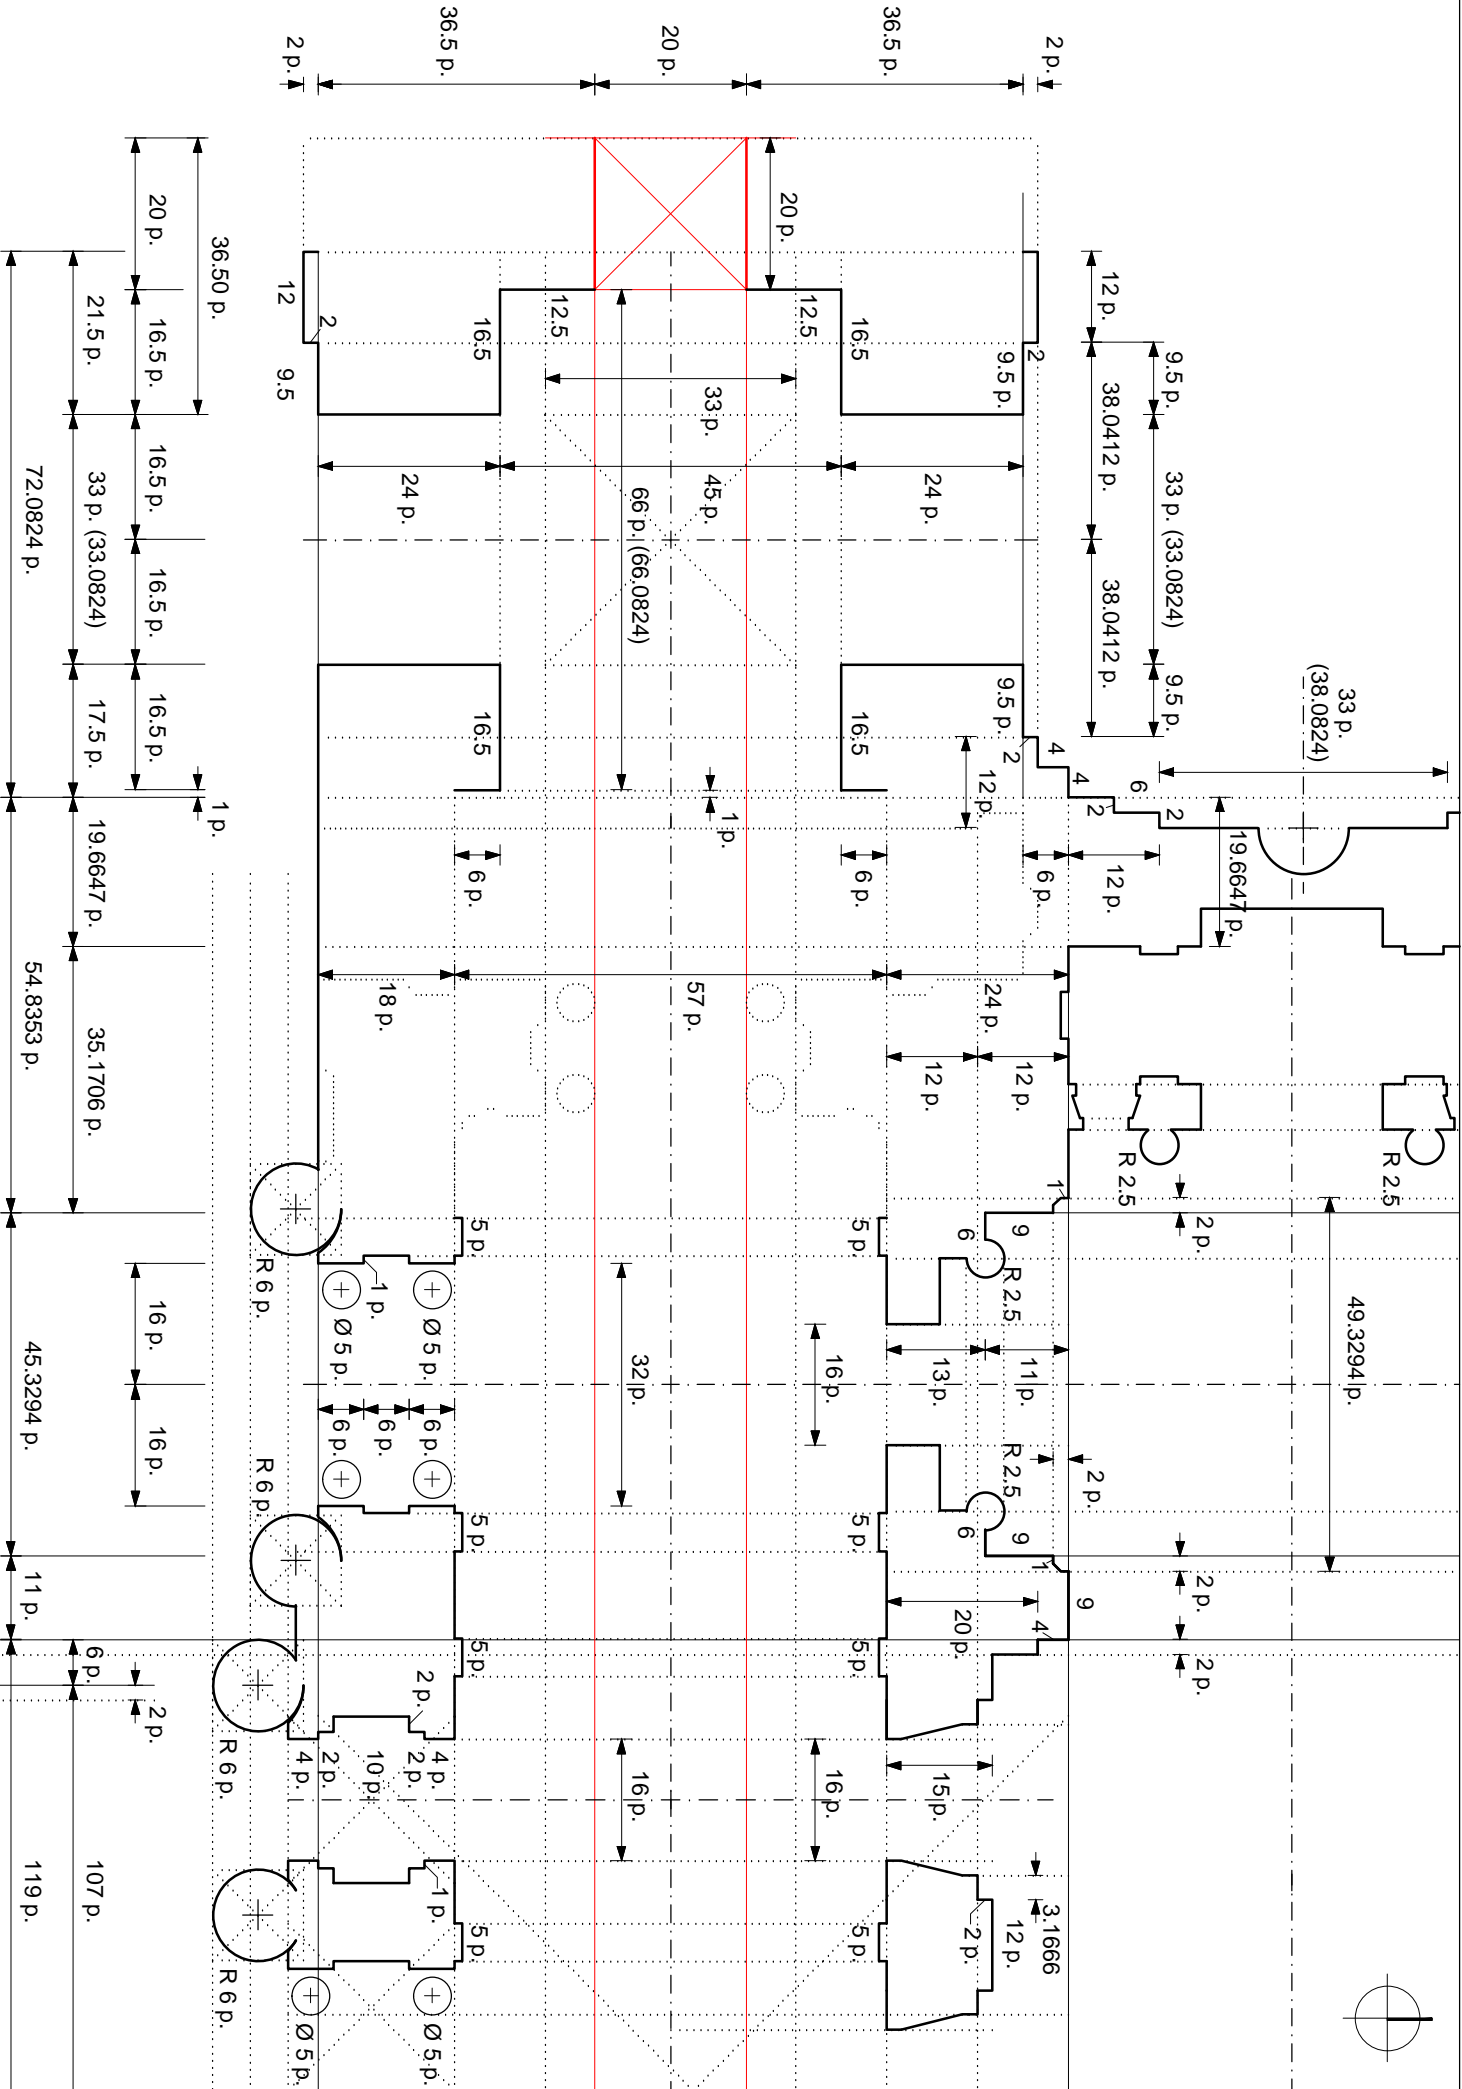 2 p.
36.5 p.
20 p.
36.5 p.
2 p.
36.50 p.
20 p.
16.5 p.
16.5 p.
16.5 p.
16.5 p.
1 p.
21.5 p.
33 p. (33.0824)
17.5 p.
19.6647 p.
35.1706 p.
72.0824 p.
54.8353 p.
45.3294 p.
11 p.
6 p.
2 p.
107 p.
119 p.
16 p.
16 p.
12
2
9.5
16.5
12.5
20 p.
12.5
16.5
9.5 p.
2
12 p.
9.5 p.
38.0412 p.
33 p. (33.0824)
38.0412 p.
9.5 p.
33 p.
(38.0824)
33 p.
24 p.
45 p.
24 p.
66 p. (66.0824)
16.5
16.5
9.5 p.
2
4
4
2
6
2
12 p.
1 p.
6 p.
6 p.
6 p.
12 p.
19.6647 p.
18 p.
57 p.
24 p.
12 p.
12 p.
R 2.5
R 2.5
1
2 p.
49.3294 p.
5 p.
5 p.
6
9
R 2.5
R 6 p.
1 p.
Ø 5 p.
Ø 5 p.
32 p.
16 p.
13 p.
11 p.
6 p.
6 p.
6 p.
R 2.5
2 p.
R 6 p.
5 p.
5 p.
6
9
1
2 p.
9
4
20 p.
2 p.
5 p.
5 p.
R 6 p.
4 p.
2 p.
10 p.
2 p.
4 p.
2 p.
16 p.
16 p.
15 p.
1 p.
5 p.
5 p.
2 p.
12 p.
3.1666
R 6 p.
Ø 5 p.
Ø 5 p.